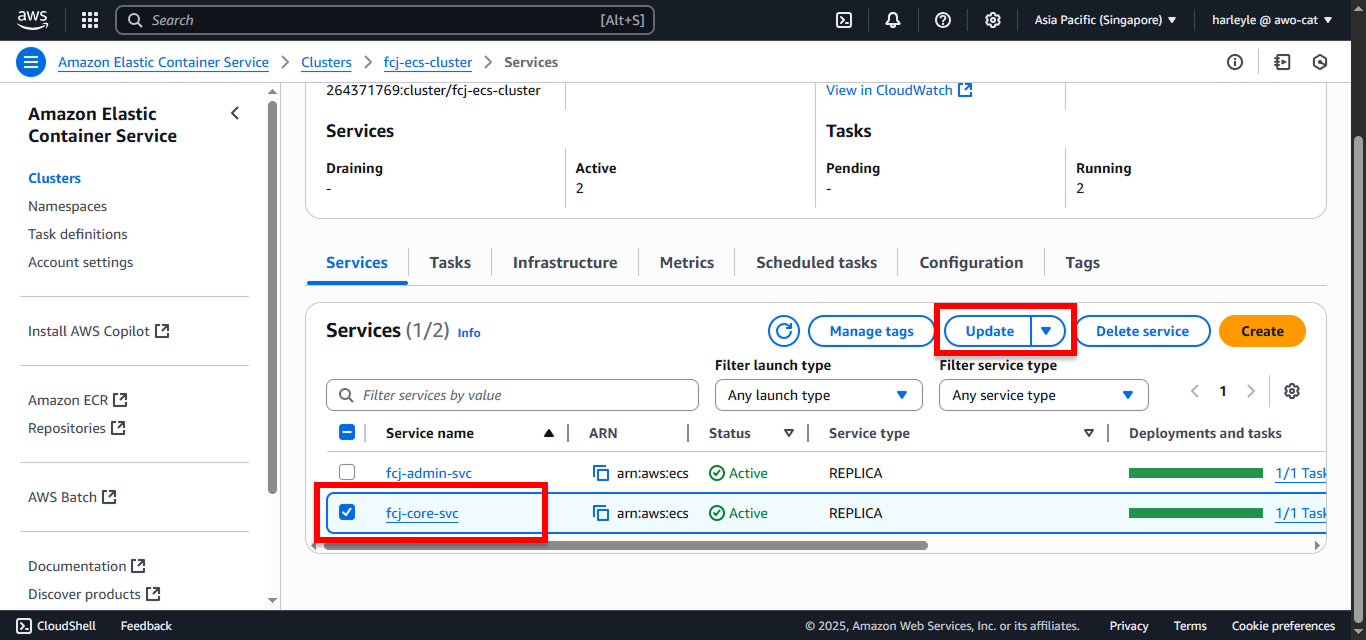 aws
Search [Alt+S]
Asia Pacific (Singapore)
harleyle @ awo-cat
Amazon Elastic Container Service
Clusters
fcj-ecs-cluster
Services
Amazon Elastic
Container Service
Clusters
Namespaces
Task definitions
Account settings
Install AWS Copilot
Amazon ECR
Repositories
AWS Batch
Documentation
Discover products
264371769:cluster/fcj-ecs-cluster
View in CloudWatch
Services
Tasks
Draining
-
Active
2
Pending
-
Running
2
Services Tasks Infrastructure Metrics Scheduled tasks Configuration Tags
Services (1/2) Info
Manage tags
Update
Delete service
Create
Filter launch type
Filter service type
Filter services by value
Any launch type
Any service type
1
Service name ARN Status Service type Deployments and tasks
fcj-admin-svc arn:aws:ecs Active REPLICA 1/1 Task
fcj-core-svc arn:aws:ecs Active REPLICA 1/1 Task
CloudShell Feedback © 2025, Amazon Web Services, Inc. or its affiliates. Privacy Terms Cookie preferences